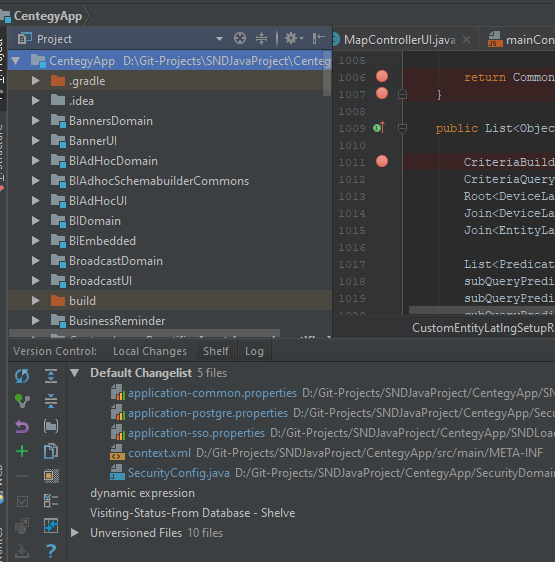 CentegyApp
Project
CentegyApp D:\Git-Projects\SNDJavaProject\Centeg
.gradle
.idea
BannersDomain
BannerUI
BIAdHocDomain
BIAdhocSchemabuilderCommons
BIAdHocUI
BIDomain
BIEmbedded
BroadcastDomain
BroadcastUI
build
BusinessReminder
MapControllerUI.java
mainCon
1005
1006 return Common
1007 }
1008
1009 public List<Objec
1010
1011 CriteriaBuild
1012 CriteriaQuery
1013 Root<DeviceLa
1014 Join<DeviceLa
1015 Join<EntityLa
1016
1017 List<Predicat
1018 subQueryPredi
1019 subQueryPredi
1020 subQueryPredi
CustomEntityLatlngSetupR
Version Control: Local Changes Shelf Log
Default Changelist 5 files
application-common.properties D:/Git-Projects/SNDJavaProject/CentegyApp/SN
application-postgre.properties D:/Git-Projects/SNDJavaProject/CentegyApp/Secu
application-sso.properties D:/Git-Projects/SNDJavaProject/CentegyApp/SNDLoa
context.xml D:/Git-Projects/SNDJavaProject/CentegyApp/src/main/META-INF
SecurityConfig.java D:/Git-Projects/SNDJavaProject/CentegyApp/SecurityDomain
dynamic expression
Visiting-Status-From Database - Shelve
Unversioned Files 10 files